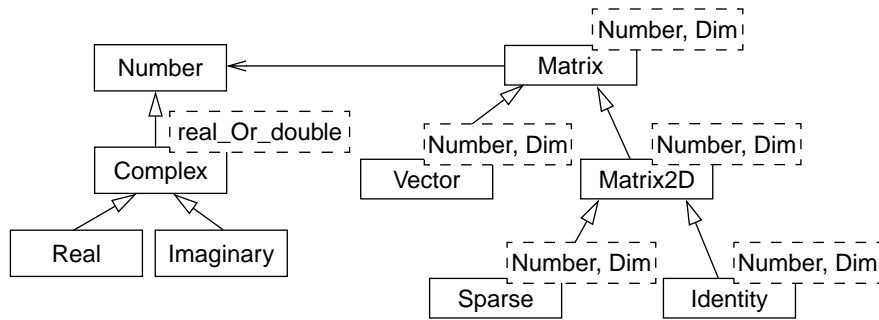 Number, Dim
Number
Matrix
real_Or_double
Number, Dim
Number, Dim
Complex
Vector
Matrix2D
Real
Imaginary
Number, Dim
Number, Dim
Sparse
Identity